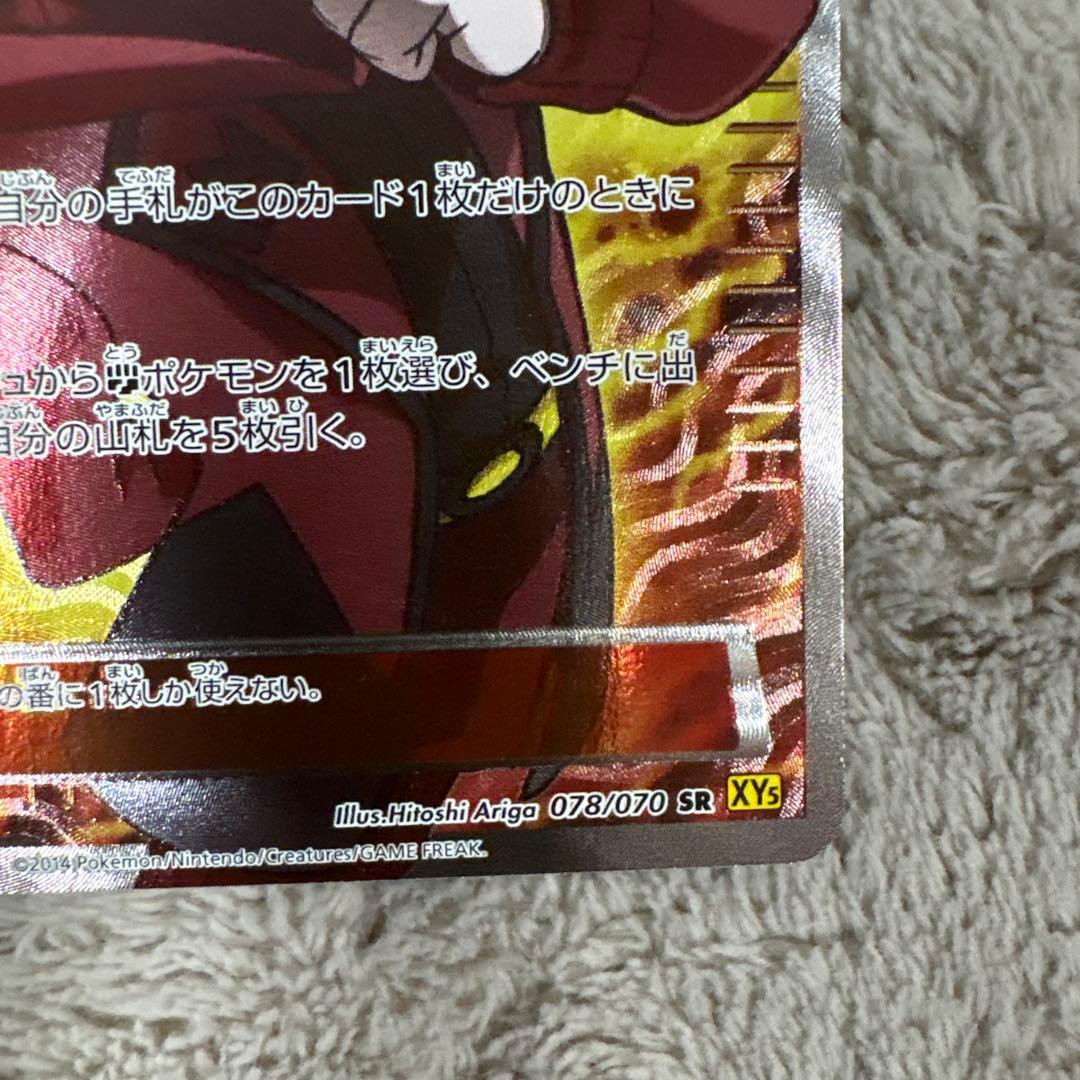 自分の手札がこのカード1枚だけのときに
ュから闘ポケモンを1枚選び、ベンチに出
自分の山札を5枚引く。
の番に1枚しか使えない。
Illus.Hitoshi Ariga 078/070 SR XY5
©2014 Pokémon/Nintendo/Creatures/GAME FREAK.